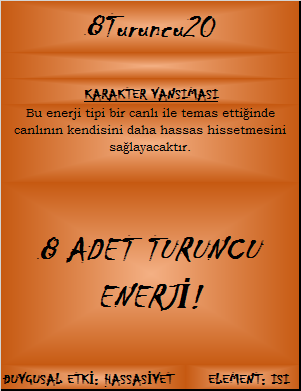 8Turuncu20
KARAKTER YANSIMASI
Bu enerji tipi bir canlı ile temas ettiğinde
canlının kendisini daha hassas hissetmesini
sağlayacaktır.
8 ADET TURUNCU
ENERJİ!
DUYGUSAL ETKİ: HASSASİYET ELEMENT: ISI